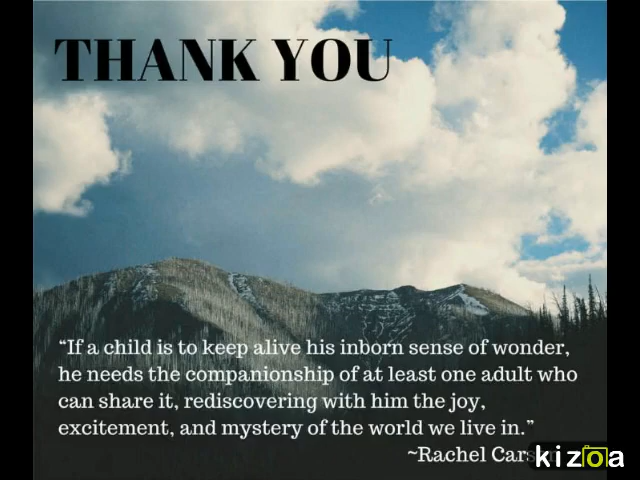 THANK YOU
“If a child is to keep alive his inborn sense of wonder,
he needs the companionship of at least one adult who
can share it, rediscovering with him the joy,
excitement, and mystery of the world we live in.”
~Rachel Carson
kizoa